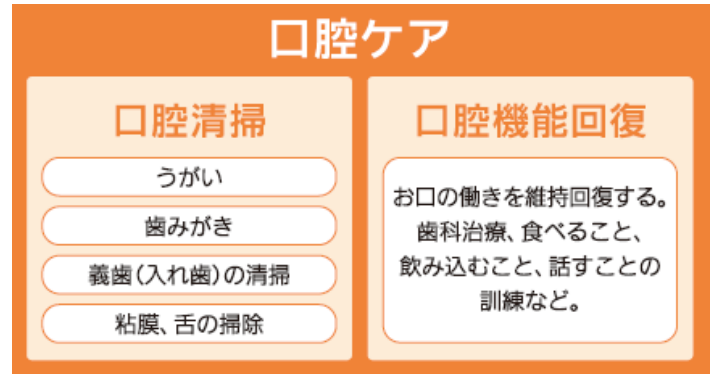 口腔ケア
口腔清掃
うがい
歯みがき
義歯(入れ歯)の清掃
粘膜、舌の掃除
口腔機能回復
お口の働きを維持回復する。
歯科治療、食べること、
飲み込むこと、話すことの
訓練など。